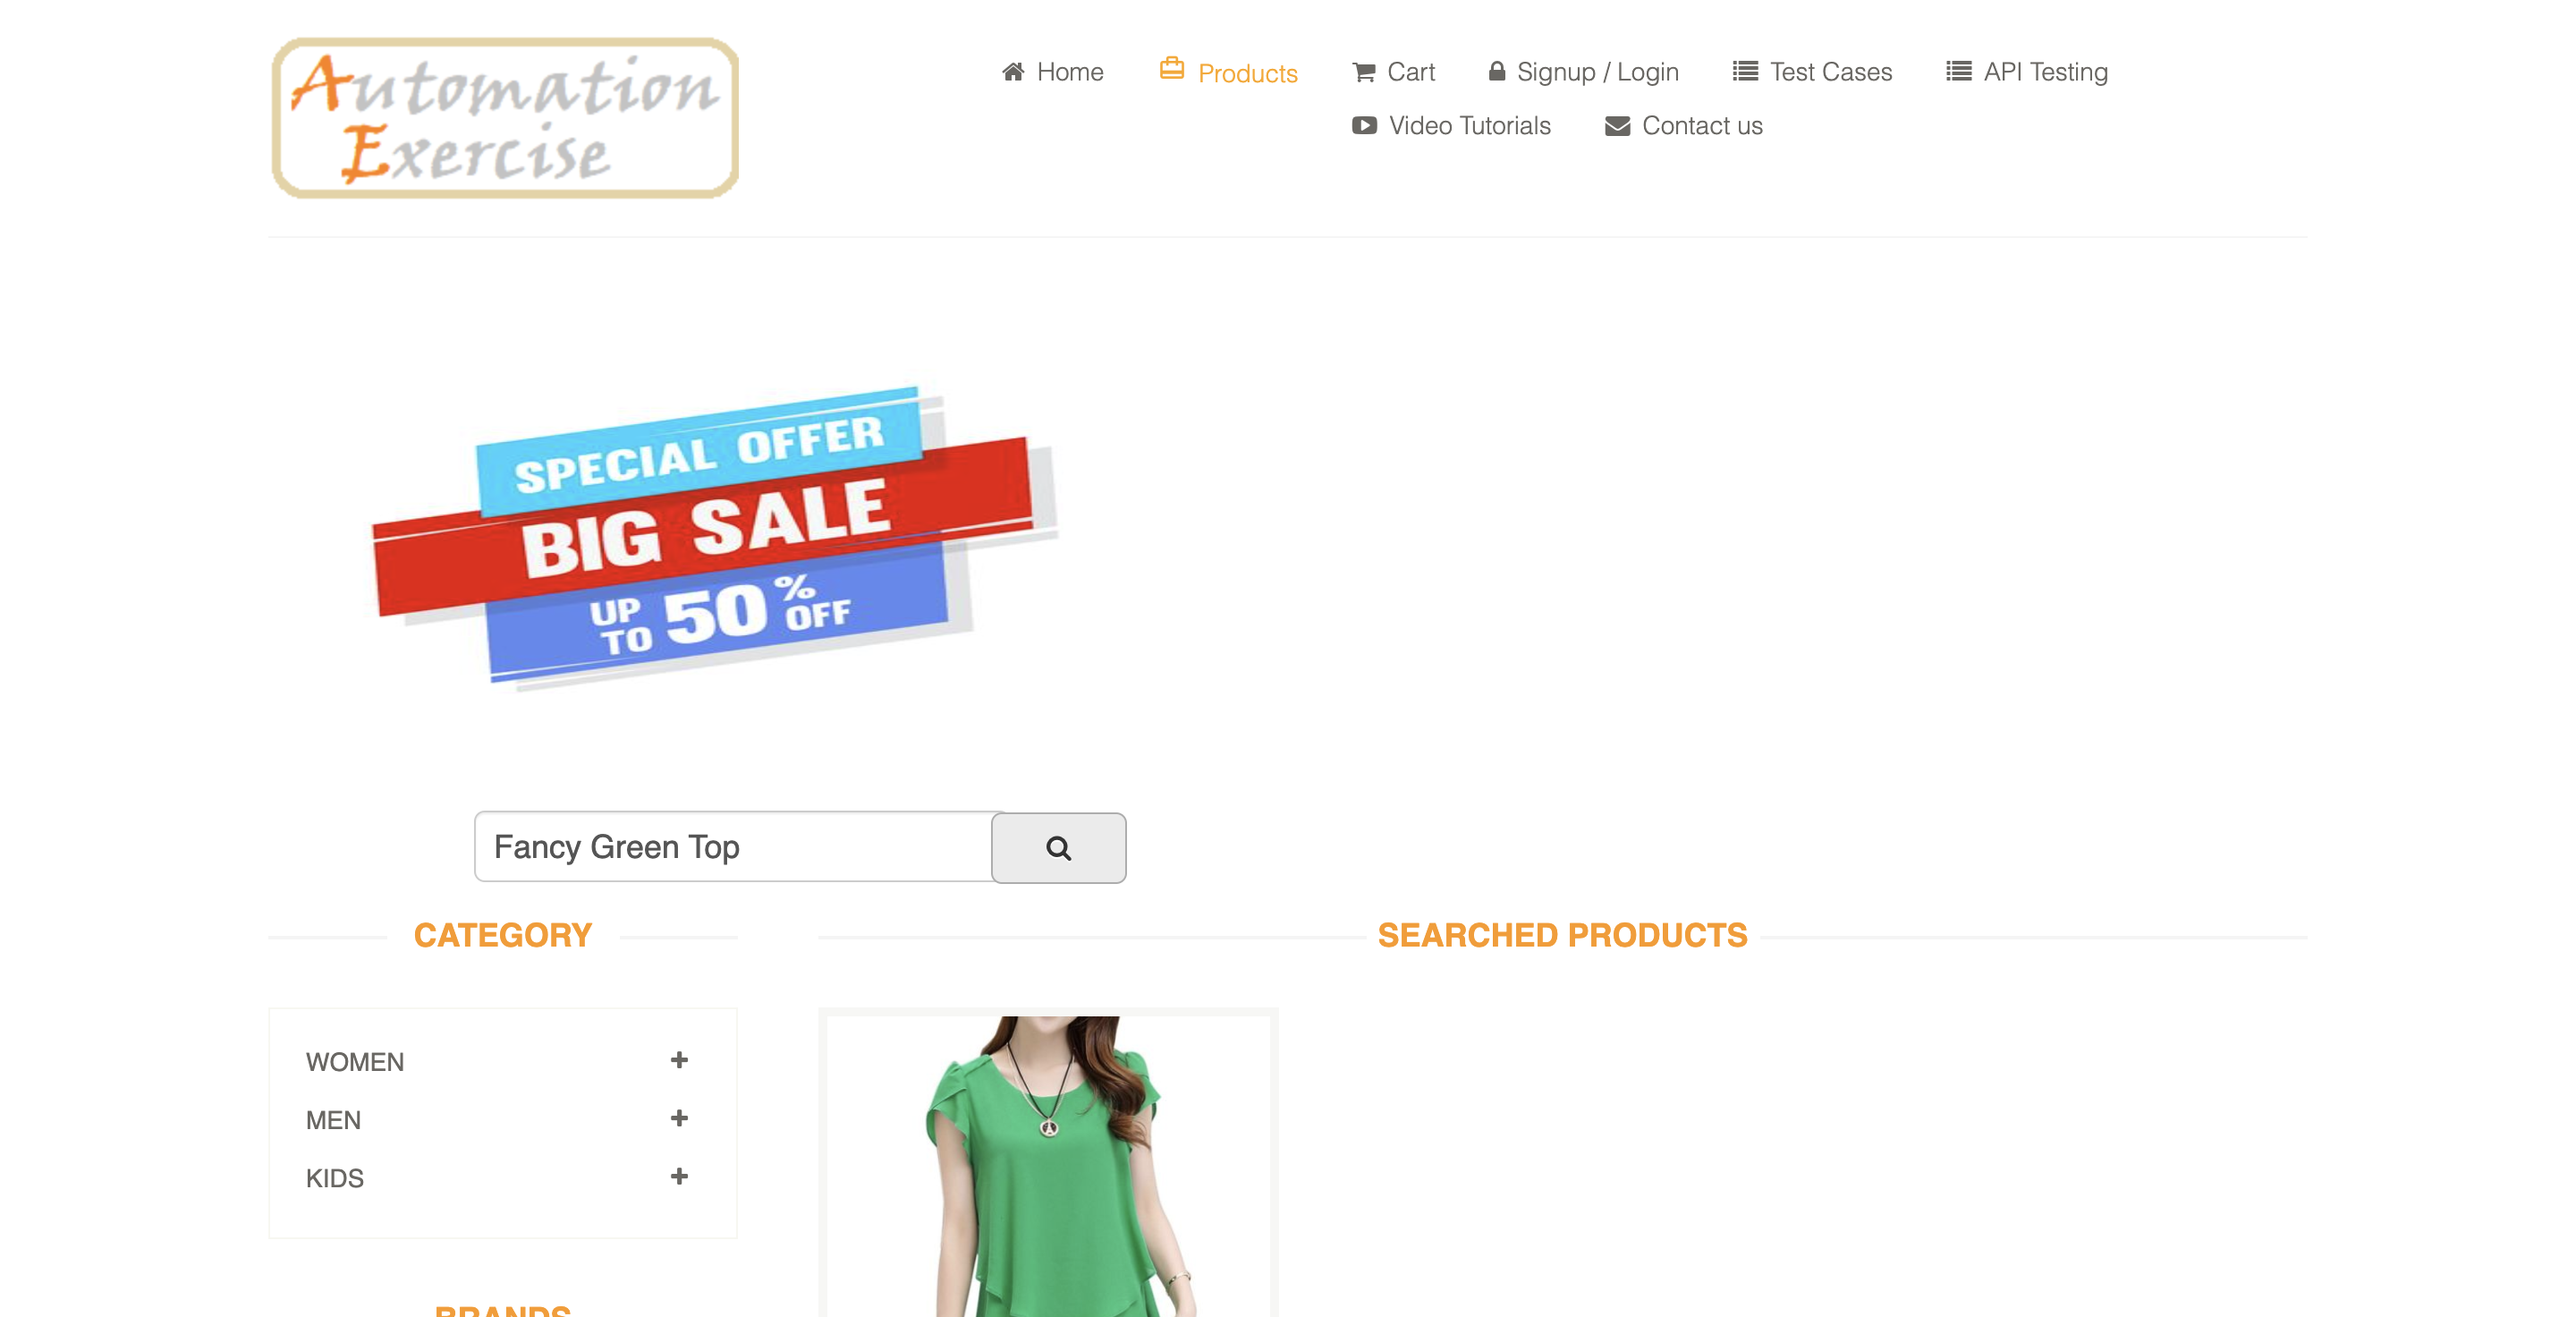 Automation
Exercise
Home Products Cart Signup / Login Test Cases API Testing
Video Tutorials Contact us
SPECIAL OFFER
BIG SALE
UP TO 50% OFF
Fancy Green Top
CATEGORY
SEARCHED PRODUCTS
WOMEN
MEN
KIDS
BRANDS